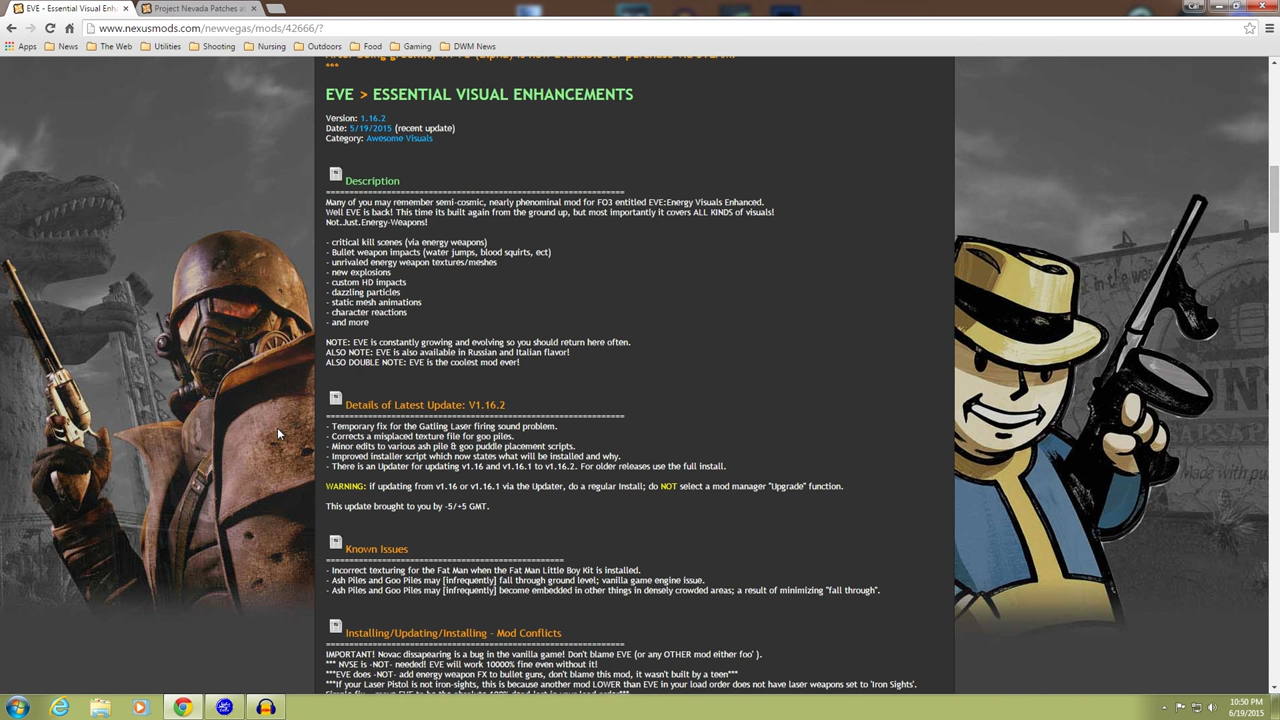 EVE - Essential Visual Enh
Project Nevada Patches at
Cal
www.nexusmods.com/newvegas/mods/42666/?
Apps News The Web Utilities Shooting Nursing Outdoors Food Gaming DWM News
***
EVE > ESSENTIAL VISUAL ENHANCEMENTS
Version: 1.16.2
Date: 5/19/2015 (recent update)
Category: Awesome Visuals
Description
Many of you may remember semi-cosmic, nearly phenominal mod for FO3 entitled EVE:Energy Visuals Enhanced.
Well EVE is back! This time its built again from the ground up, but most importantly it covers ALL KINDS of visuals!
Not.Just.Energy-Weapons!
- critical kill scenes (via energy weapons)
- Bullet weapon impacts (water jumps, blood squirts, ect)
- unrivaled energy weapon textures/meshes
- new explosions
- custom HD impacts
- dazzling particles
- static mesh animations
- character reactions
- and more
NOTE: EVE is constantly growing and evolving so you should return here often.
ALSO NOTE: EVE is also available in Russian and Italian flavor!
ALSO DOUBLE NOTE: EVE is the coolest mod ever!
Details of Latest Update: V1.16.2
- Temporary fix for the Gatling Laser firing sound problem.
- Corrects a misplaced texture file for goo piles.
- Minor edits to various ash pile & goo puddle placement scripts.
- Improved installer script which now states what will be installed and why.
- There is an Updater for updating v1.16 and v1.16.1 to v1.16.2. For older releases use the full install.
WARNING: if updating from v1.16 or v1.16.1 via the Updater, do a regular Install; do NOT select a mod manager "Upgrade" function.
This update brought to you by -5/+5 GMT.
Known Issues
- Incorrect texturing for the Fat Man when the Fat Man Little Boy Kit is installed.
- Ash Piles and Goo Piles may [infrequently] fall through ground level; vanilla game engine issue.
- Ash Piles and Goo Piles may [infrequently] become embedded in other things in densely crowded areas; a result of minimizing "fall through".
Installing/Updating/Installing - Mod Conflicts
IMPORTANT! Novac dissapearing is a bug in the vanilla game! Don't blame EVE (or any OTHER mod either foo' ).
*** NVSE is -NOT- needed! EVE will work 10000% fine even without it!
***EVE does -NOT- add energy weapon FX to bullet guns, don't blame this mod, it wasn't built by a teen***
***If your Laser Pistol is not iron-sights, this is because another mod LOWER than EVE in your load order does not have laser weapons set to 'Iron Sights'.
10:50 PM
6/19/2015